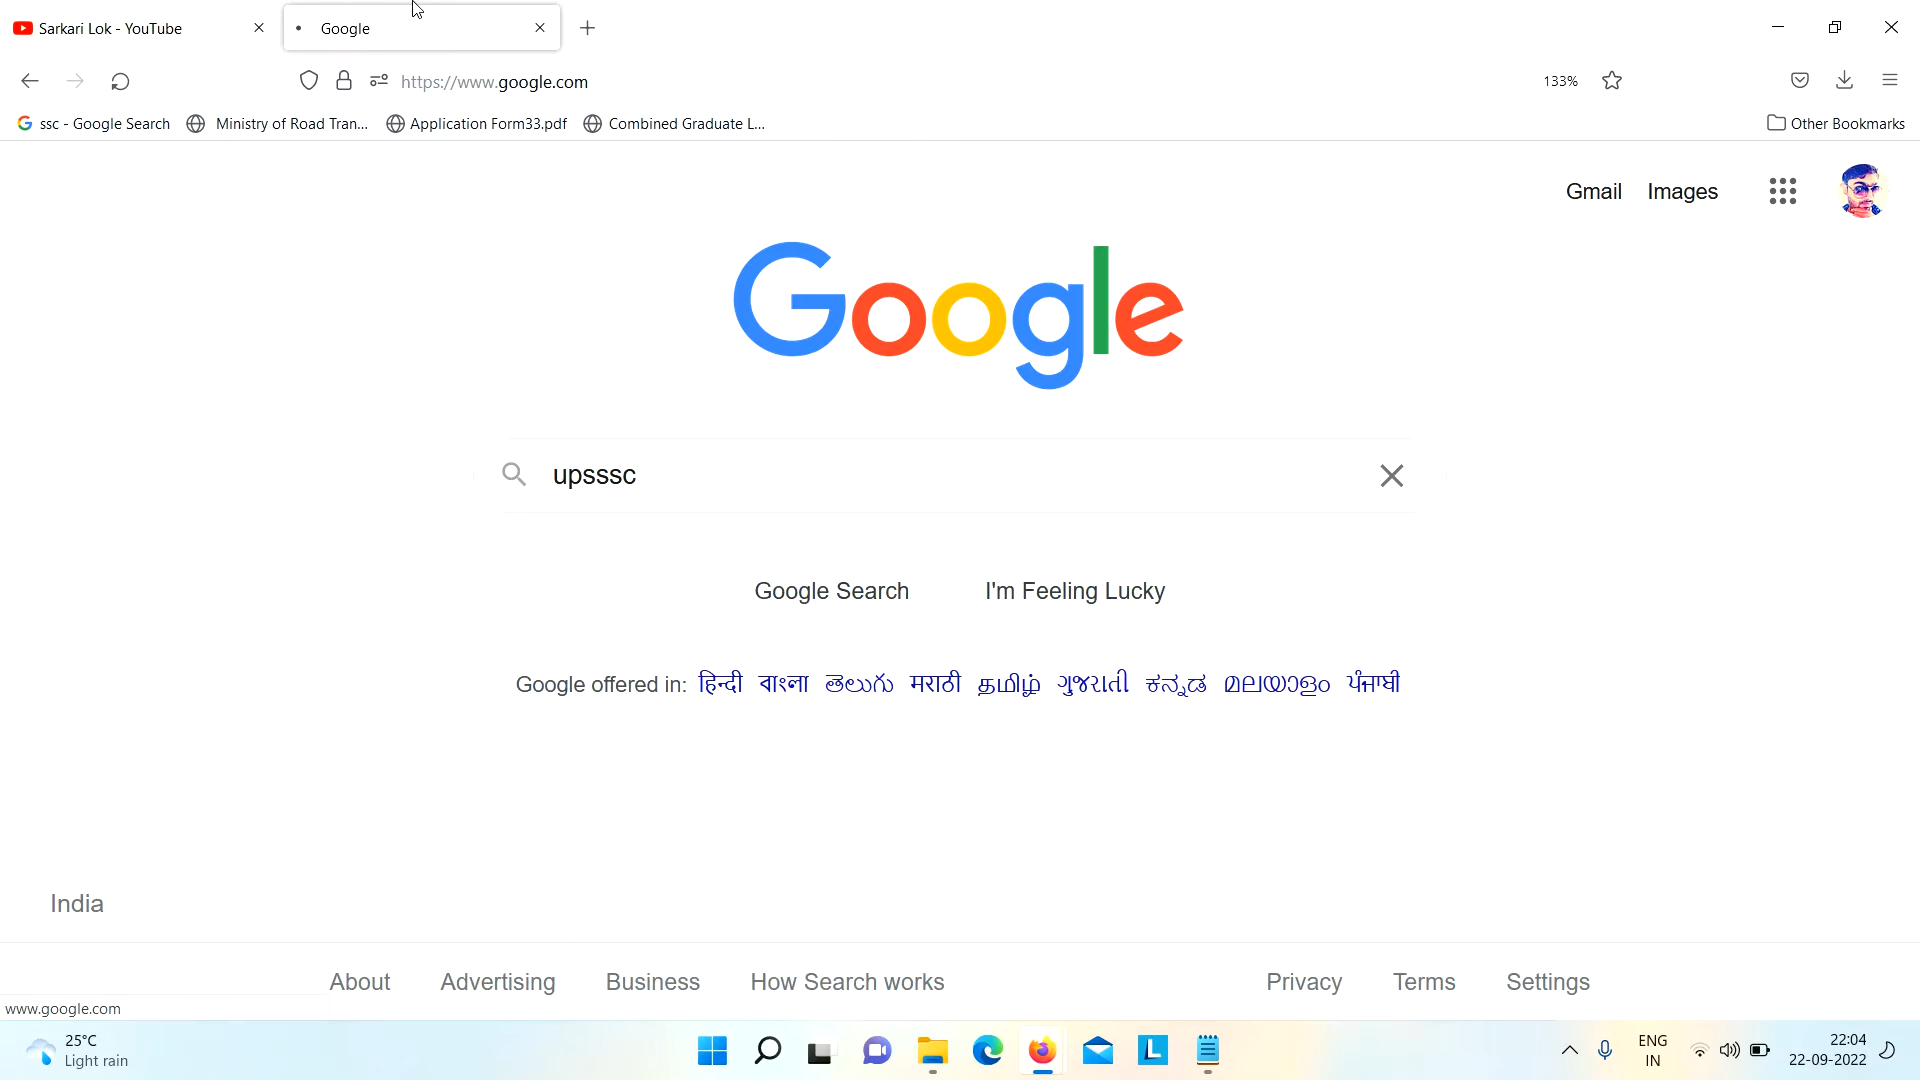 Sarkari Lok - YouTube
Google
https://www.google.com
133%
ssc - Google Search
Ministry of Road Tran...
Application Form33.pdf
Combined Graduate L...
Other Bookmarks
Gmail
Images
Google
upsssc
Google Search
I'm Feeling Lucky
Google offered in: हिन्दी বাংলা తెలుగు मराठी தமிழ் ગુજરાતી ಕನ್ನಡ മലയാളം ਪੰਜਾਬੀ
India
About
Advertising
Business
How Search works
Privacy
Terms
Settings
www.google.com
25°C
Light rain
L
ENG
IN
22:04
22-09-2022